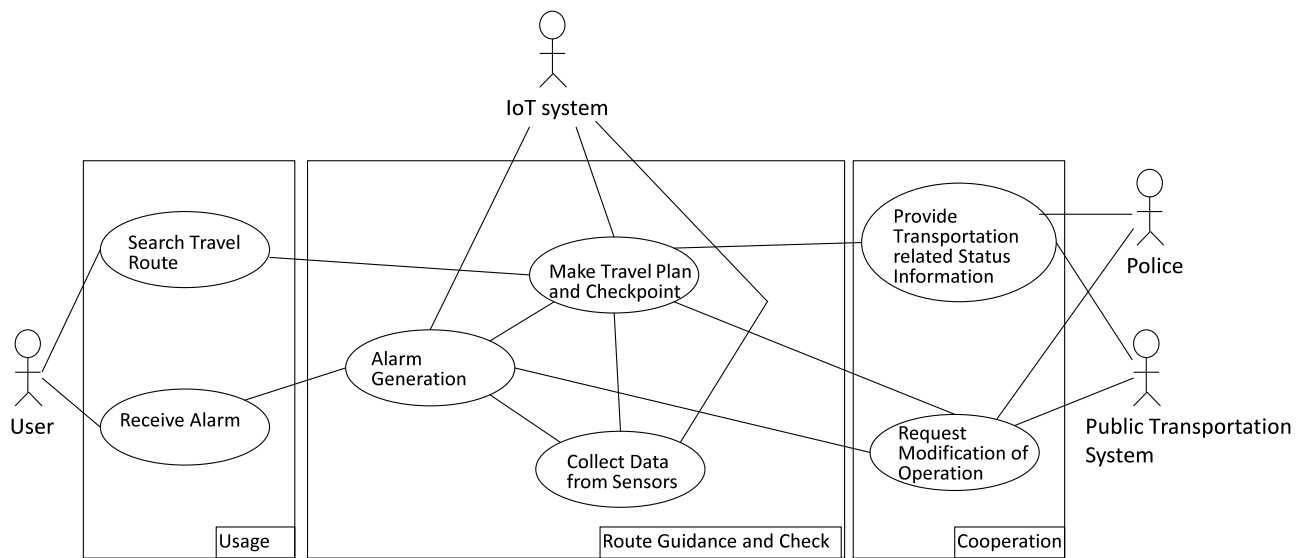 IoT system
Search Travel
Route
Make Travel Plan
and Checkpoint
Provide
Transportation
related Status
Information
Police
User
Receive Alarm
Alarm
Generation
Collect Data
from Sensors
Request
Modification of
Operation
Public Transportation
System
Usage
Route Guidance and Check
Cooperation